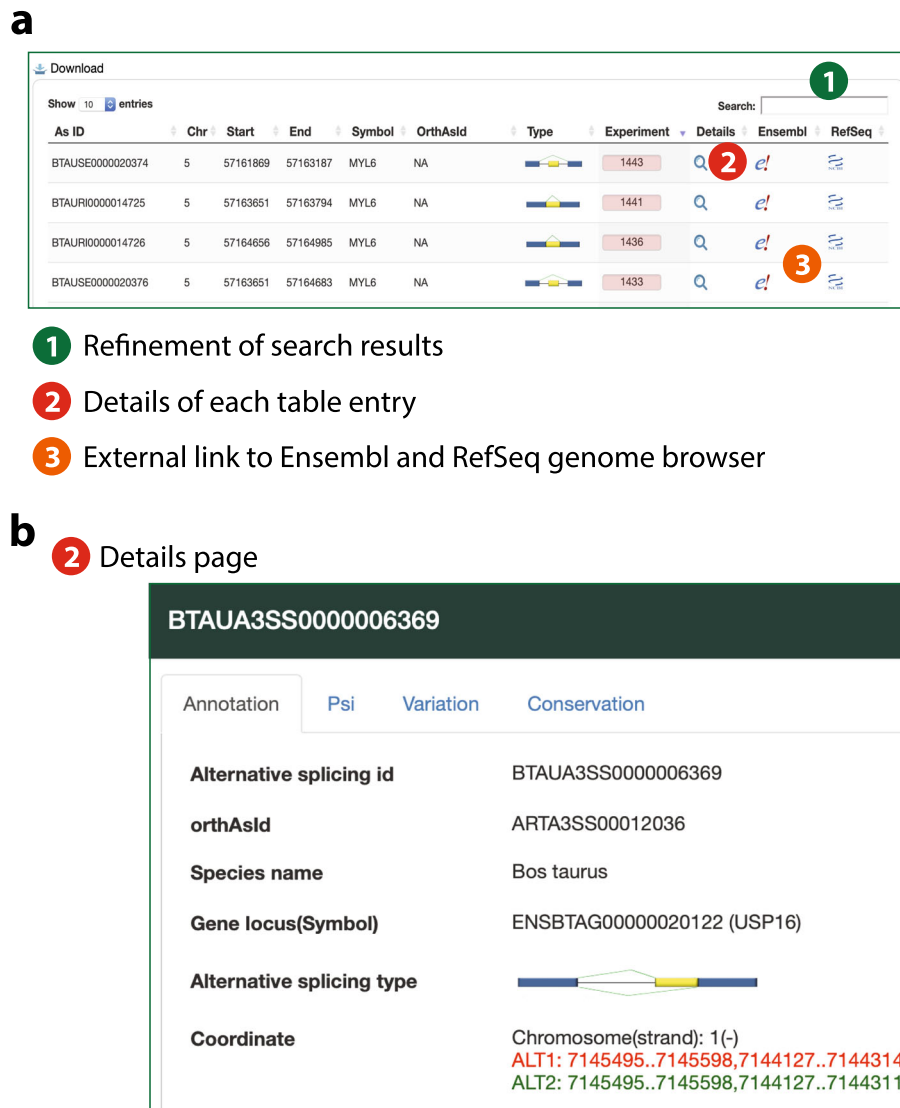 a
Download
Show 10 entries
Search:
1
As ID Chr Start End Symbol OrthAsId Type Experiment Details Ensembl RefSeq
BTAUSE0000020374 5 57161869 57163187 MYL6 NA 1443 2 e!
BTAURI0000014725 5 57163651 57163794 MYL6 NA 1441 e!
BTAURI0000014726 5 57164656 57164985 MYL6 NA 1436 e!
3
BTAUSE0000020376 5 57163651 57164683 MYL6 NA 1433 e!
1 Refinement of search results
2 Details of each table entry
3 External link to Ensembl and RefSeq genome browser
b
2 Details page
BTAUA3SS0000006369
Annotation Psi Variation Conservation
Alternative splicing id BTAUA3SS0000006369
orthAsId ARTA3SS00012036
Species name Bos taurus
Gene locus(Symbol) ENSBTAG00000020122 (USP16)
Alternative splicing type
Coordinate Chromosome(strand): 1(-)
ALT1: 7145495..7145598,7144127..7144314
ALT2: 7145495..7145598,7144127..7144311